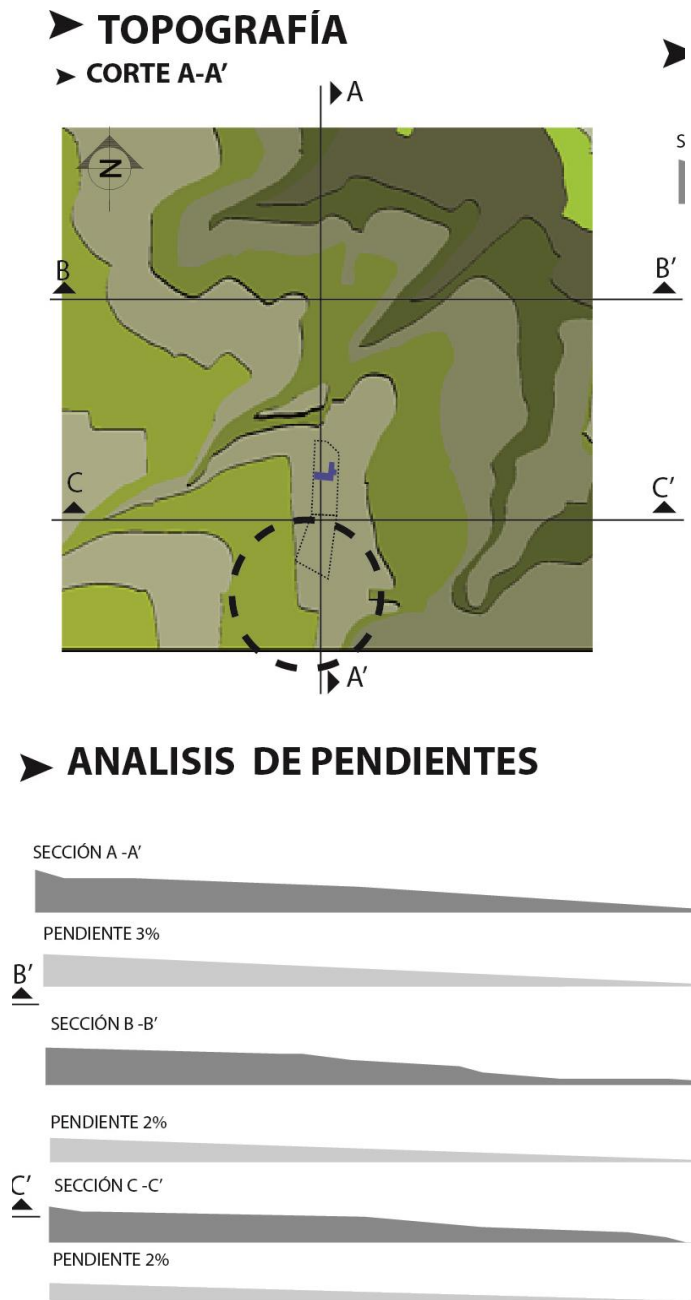 TOPOGRAFÍA
CORTE A-A'
A
S
N
B
B'
C
C'
A'
ANALISIS DE PENDIENTES
SECCIÓN A -A'
PENDIENTE 3%
B'
SECCIÓN B -B'
PENDIENTE 2%
C'
SECCIÓN C -C'
PENDIENTE 2%